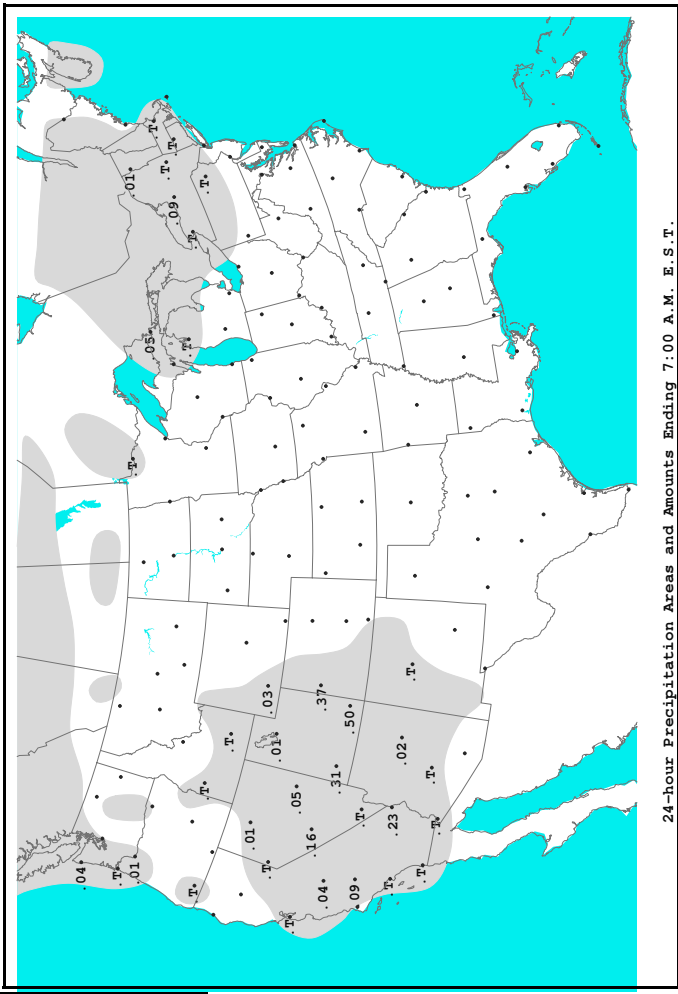 .04
.T
.01
.T
.01
.05
.T
.T
.T
.09
.T
.T
.T
.T
.T
.T
.01
.T
.03
.01
.T
.05
.16
.37
.04
.31
.50
.09
.T
.T
.23
.02
.T
.T
.T
.T
24-hour Precipitation Areas and Amounts Ending 7:00 A.M. E.S.T.